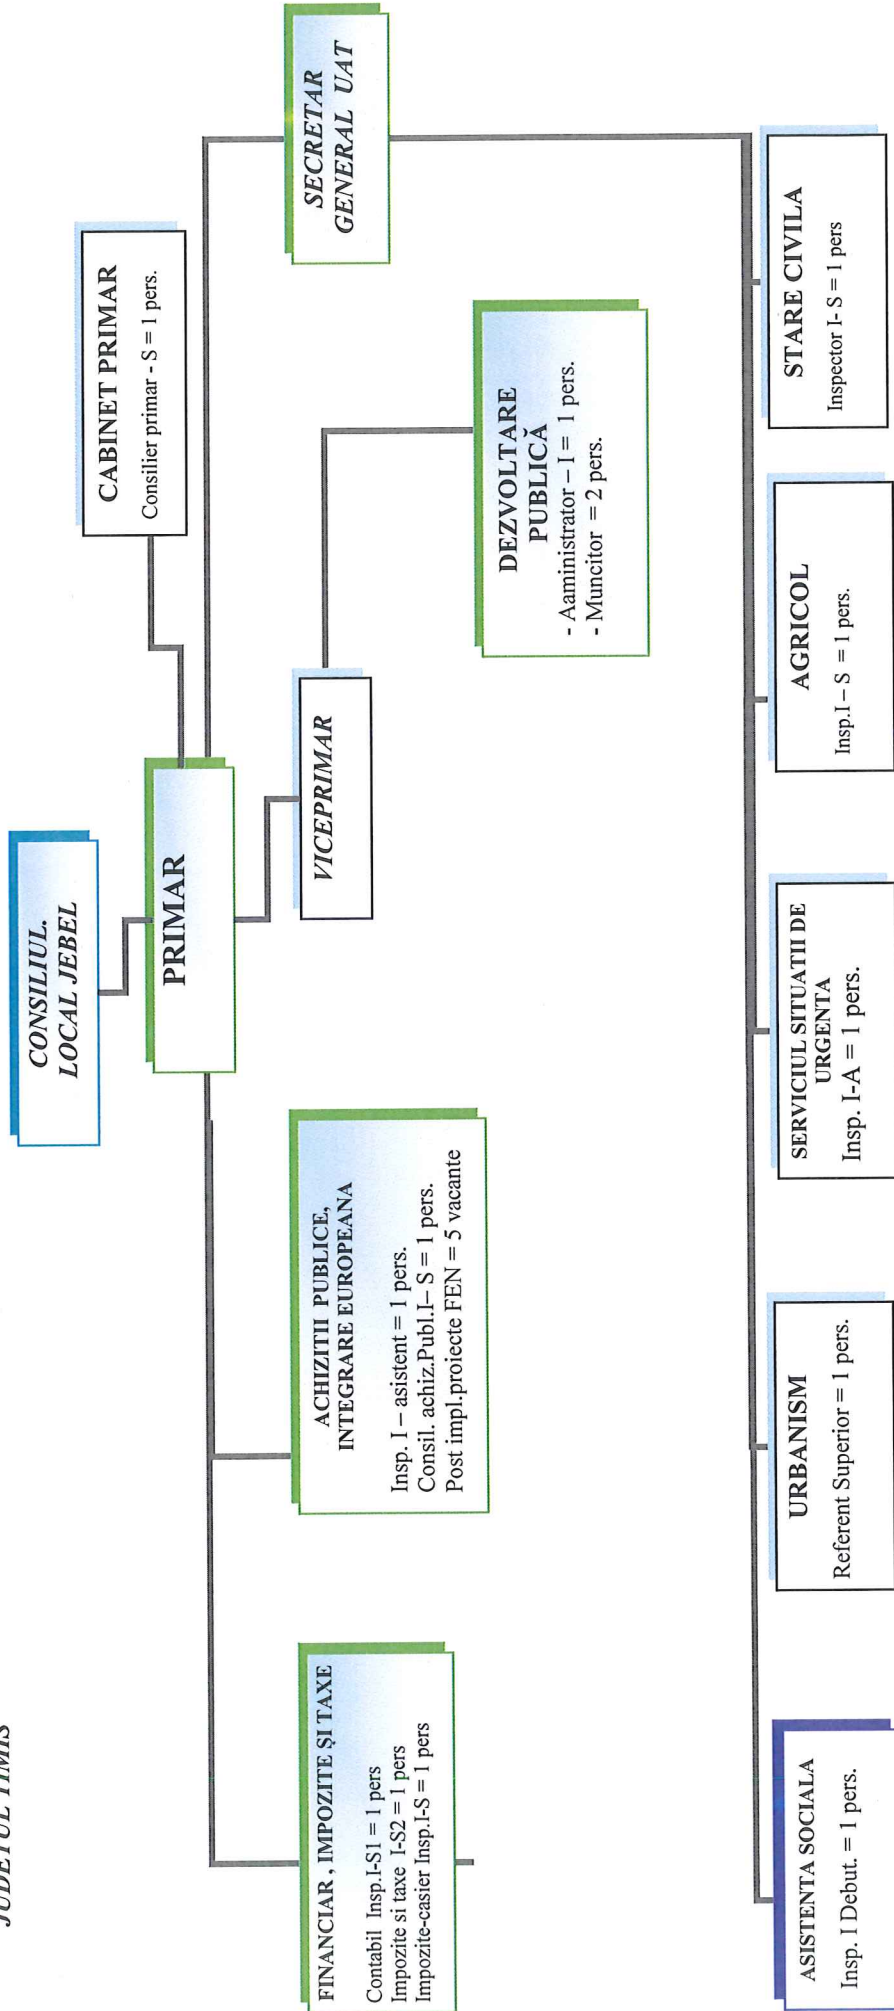 JUDETUL TIMIS
CONSILIUL.
LOCAL JEBEL
PRIMAR
CABINET PRIMAR
Consilier primar - S = 1 pers.
VICEPRIMAR
SECRETAR
GENERAL UAT
FINANCIAR , IMPOZITE ŞI TAXE
Contabil Insp.I-S1 = 1 pers
Impozite si taxe I-S2 = 1 pers
Impozite-casier Insp.I-S = 1 pers
ACHIZITII PUBLICE,
INTEGRARE EUROPEANA
Insp. I – asistent = 1 pers.
Consil. achiz.Publ.I– S = 1 pers.
Post impl.proiecte FEN = 5 vacante
DEZVOLTARE
PUBLICĂ
- Aaministrator – I = 1 pers.
- Muncitor = 2 pers.
ASISTENTA SOCIALA
Insp. I Debut. = 1 pers.
URBANISM
Referent Superior = 1 pers.
SERVICIUL SITUATII DE
URGENTA
Insp. I-A = 1 pers.
AGRICOL
Insp.I – S = 1 pers.
STARE CIVILA
Inspector I- S = 1 pers